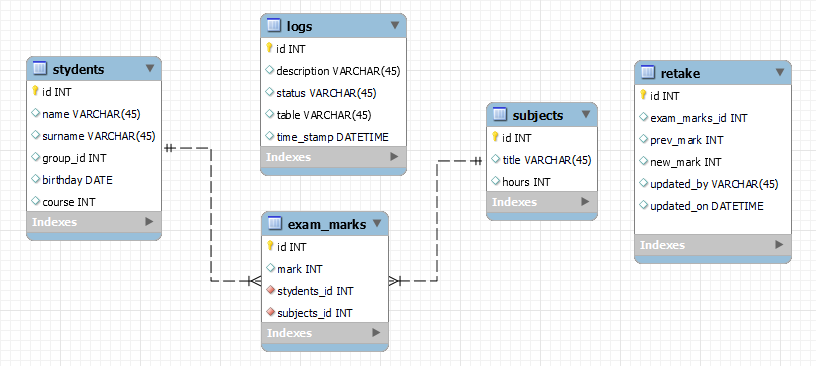 stydents
id INT
name VARCHAR(45)
surname VARCHAR(45)
group_id INT
birthday DATE
course INT
Indexes
logs
id INT
description VARCHAR(45)
status VARCHAR(45)
table VARCHAR(45)
time_stamp DATETIME
Indexes
exam_marks
id INT
mark INT
stydents_id INT
subjects_id INT
Indexes
subjects
id INT
title VARCHAR(45)
hours INT
Indexes
retake
id INT
exam_marks_id INT
prev_mark INT
new_mark INT
updated_by VARCHAR(45)
updated_on DATETIME
Indexes